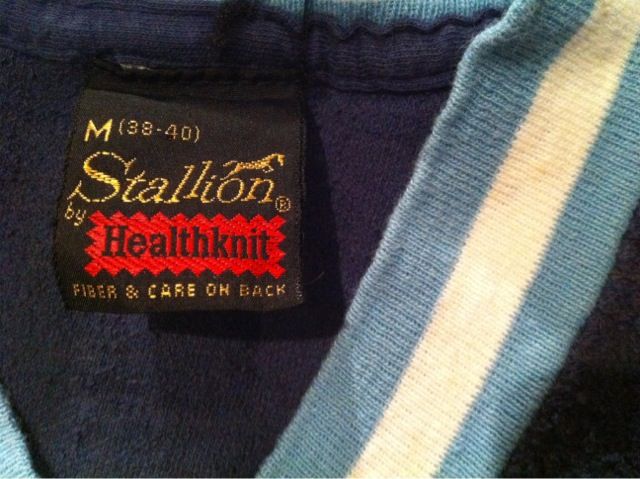 M (38-40)
Stallion®
by Healthknit
FIBER & CARE ON BACK